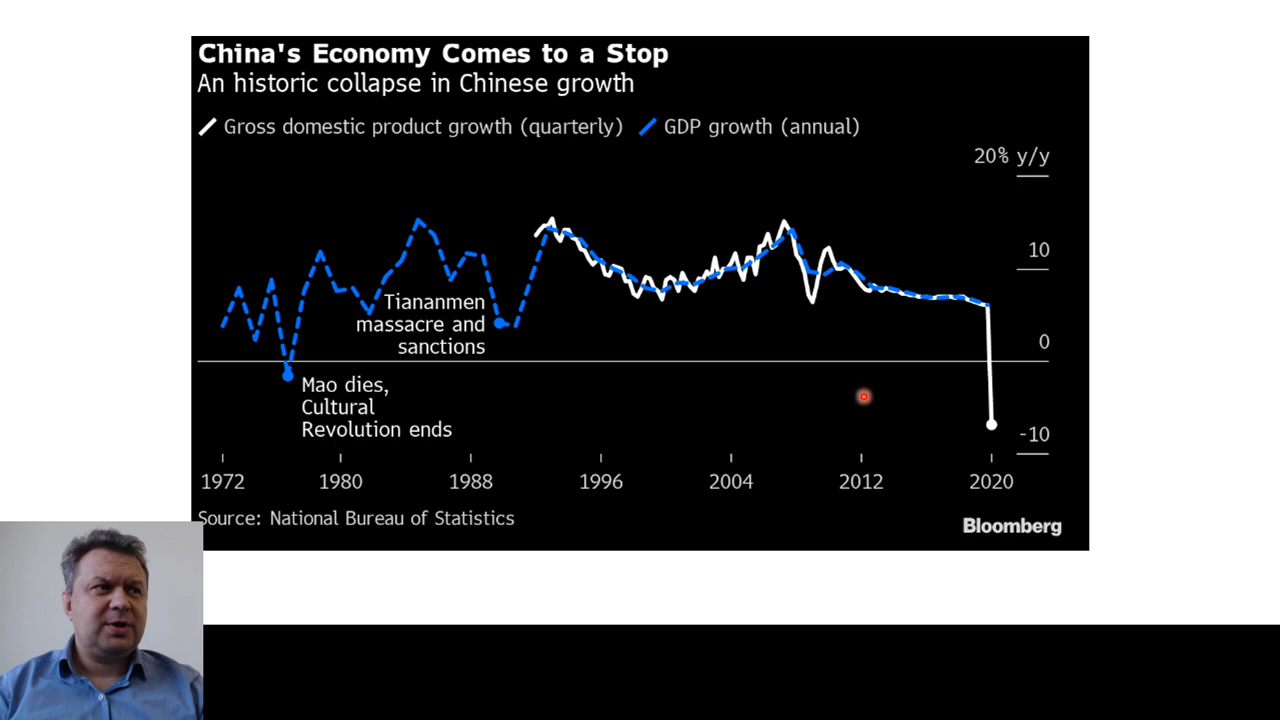 China's Economy Comes to a Stop
An historic collapse in Chinese growth
Gross domestic product growth (quarterly) GDP growth (annual)
20% y/y
10
Tiananmen
massacre and
sanctions
0
Mao dies,
Cultural
Revolution ends
-10
1972 1980 1988 1996 2004 2012 2020
Source: National Bureau of Statistics
Bloomberg